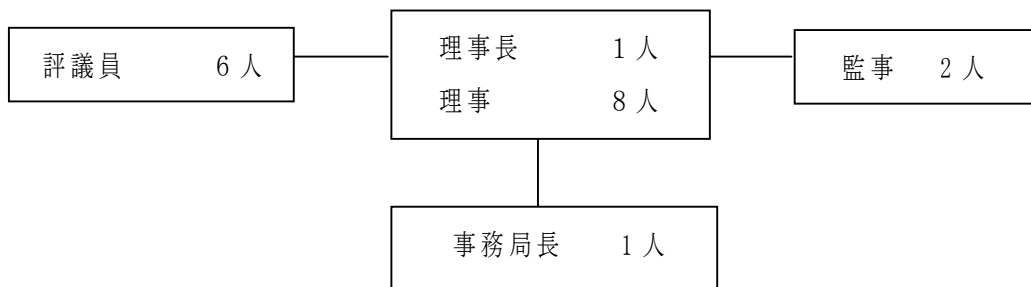 評議員 6人
理事長 1人
理事 8人
監事 2人
事務局長 1人